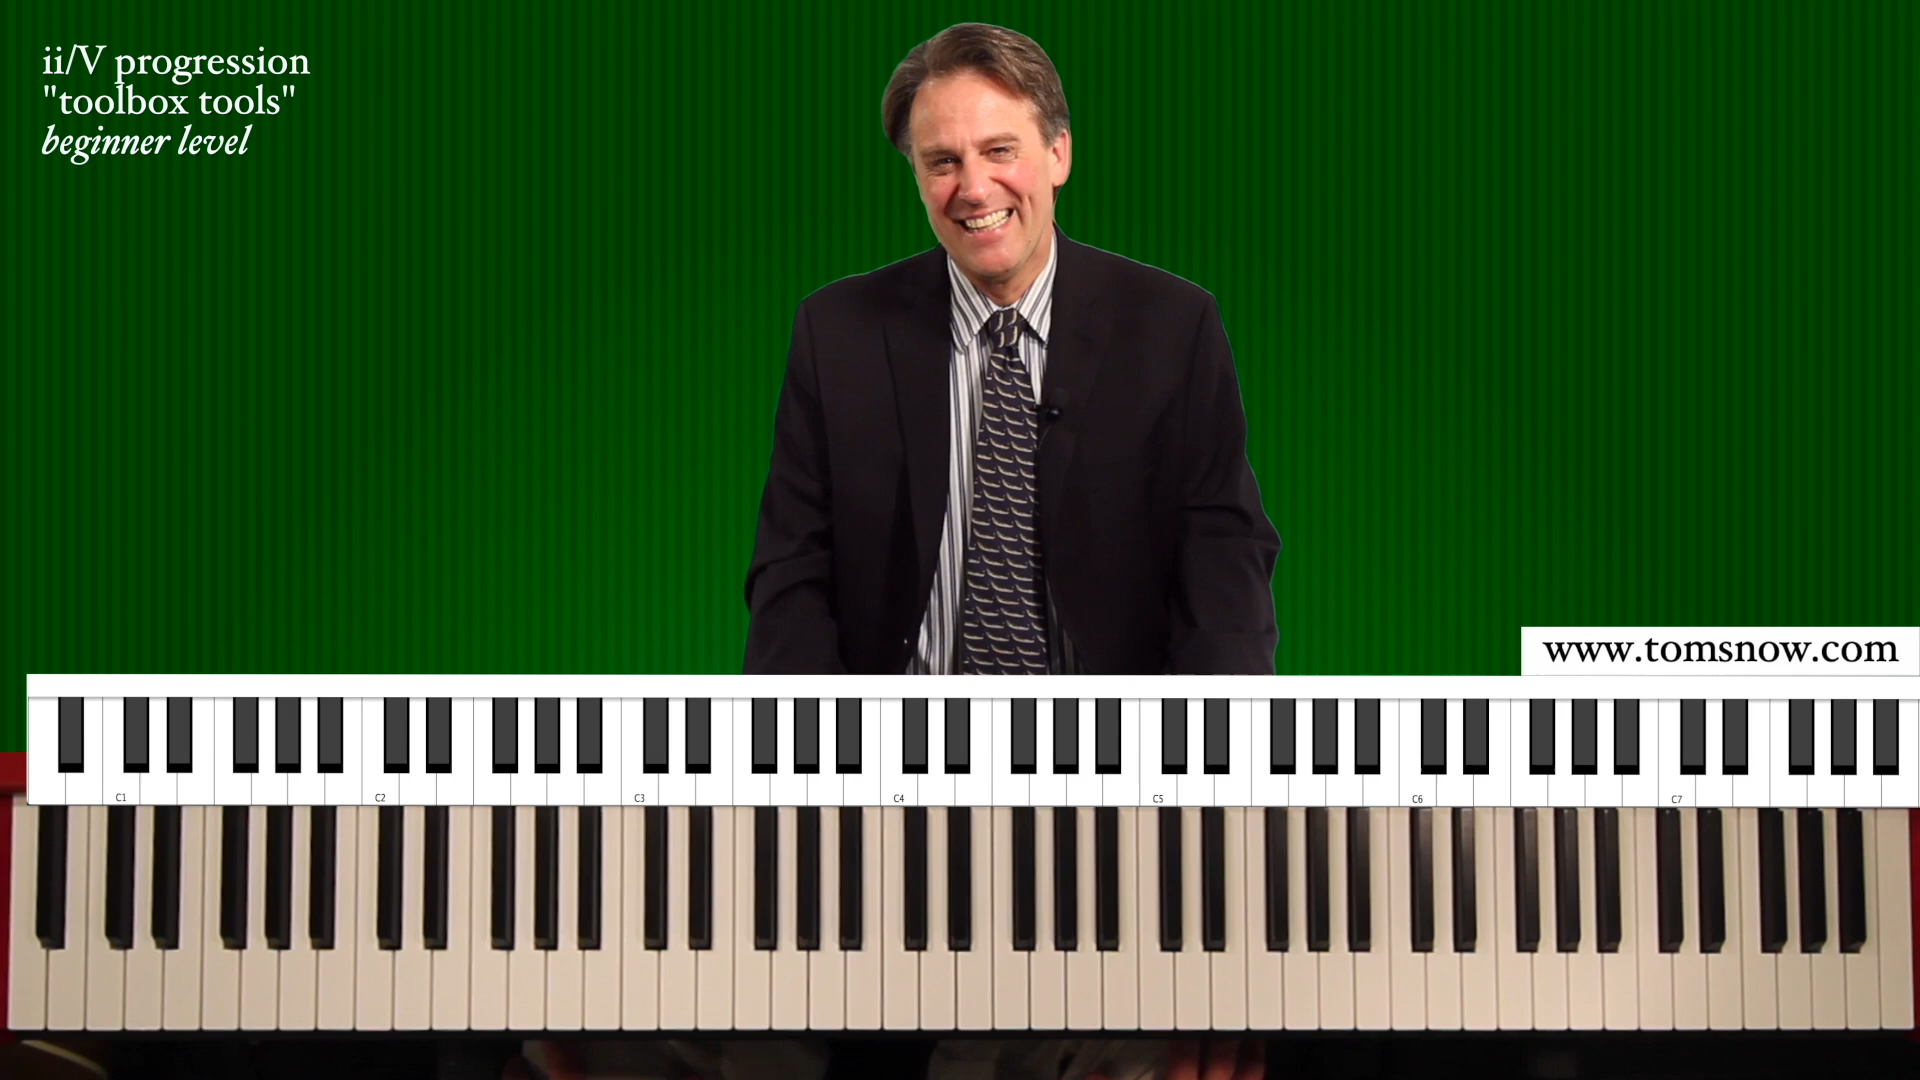 ii/V progression
"toolbox tools"
beginner level
www.tomsnow.com
C1 C2 C3 C4 C5 C6 C7